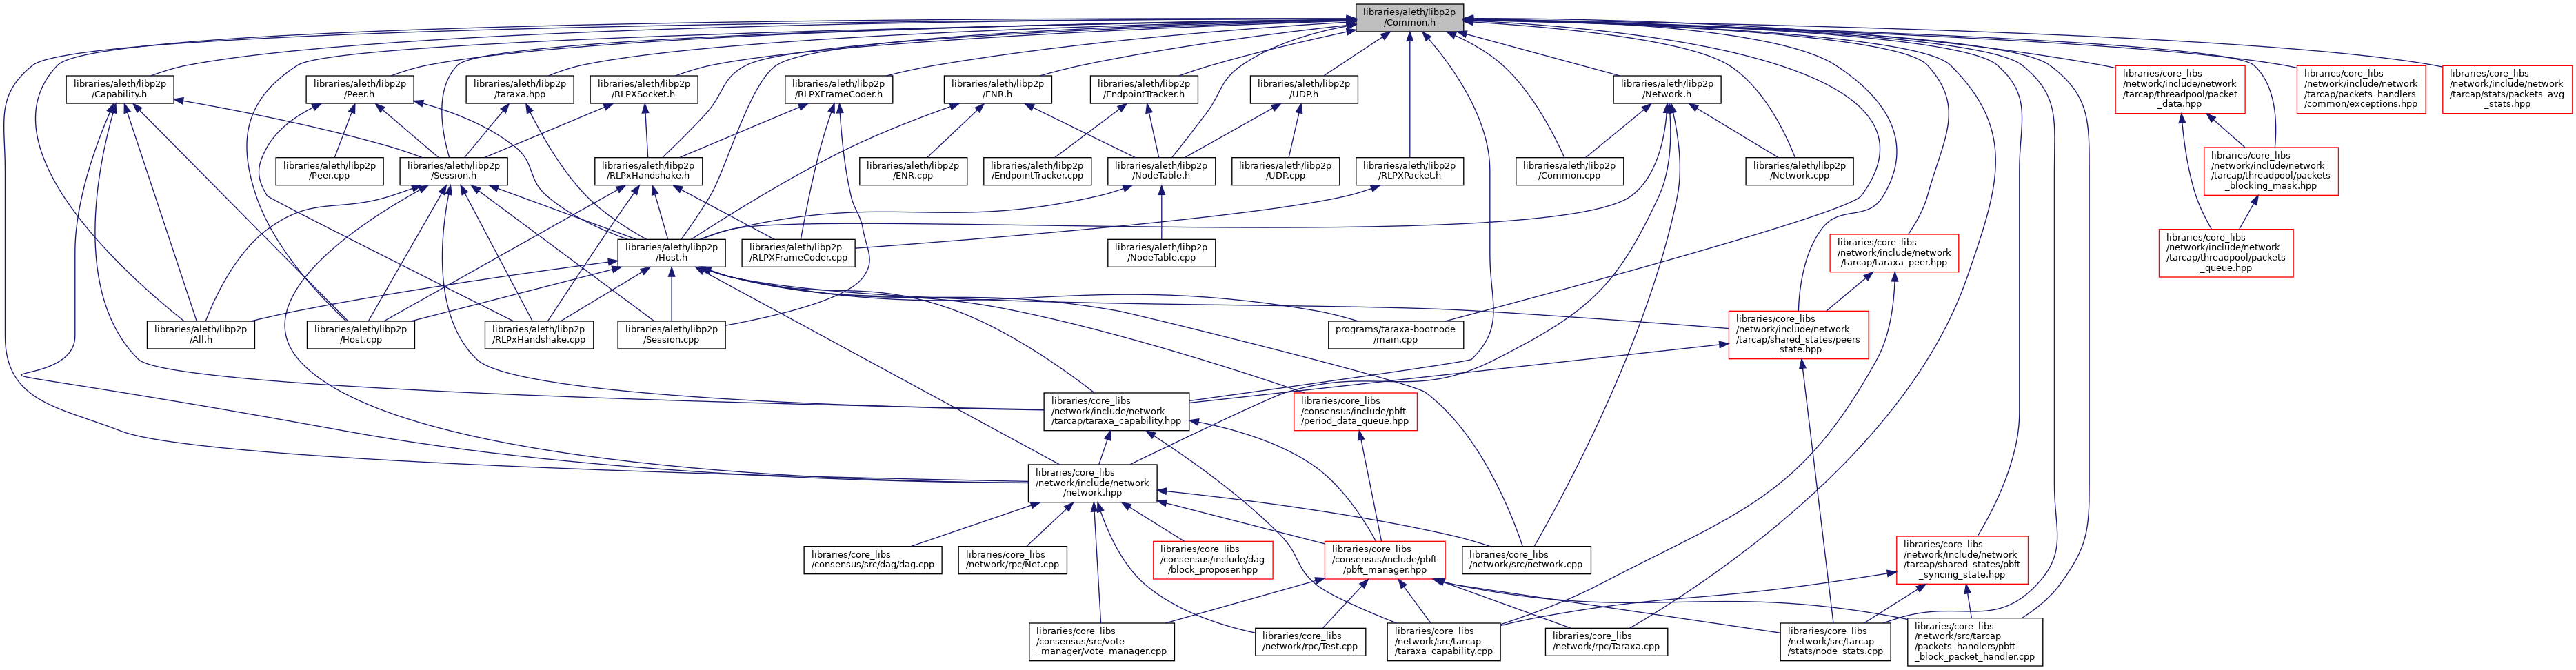 libraries/aleth/libp2p
/Common.h
libraries/aleth/libp2p
/Capability.h
libraries/aleth/libp2p
/Peer.h
libraries/aleth/libp2p
/taraxa.hpp
libraries/aleth/libp2p
/RLPXSocket.h
libraries/aleth/libp2p
/RLPXFrameCoder.h
libraries/aleth/libp2p
/ENR.h
libraries/aleth/libp2p
/EndpointTracker.h
libraries/aleth/libp2p
/UDP.h
libraries/aleth/libp2p
/Network.h
libraries/core_libs
/network/include/network
/tarcap/threadpool/packet
_data.hpp
libraries/core_libs
/network/include/network
/tarcap/packets_handlers
/common/exceptions.hpp
libraries/core_libs
/network/include/network
/tarcap/stats/packets_avg
_stats.hpp
libraries/aleth/libp2p
/Peer.cpp
libraries/aleth/libp2p
/Session.h
libraries/aleth/libp2p
/RLPxHandshake.h
libraries/aleth/libp2p
/ENR.cpp
libraries/aleth/libp2p
/EndpointTracker.cpp
libraries/aleth/libp2p
/NodeTable.h
libraries/aleth/libp2p
/UDP.cpp
libraries/aleth/libp2p
/RLPXPacket.h
libraries/aleth/libp2p
/Common.cpp
libraries/aleth/libp2p
/Network.cpp
libraries/core_libs
/network/include/network
/tarcap/threadpool/packets
_blocking_mask.hpp
libraries/aleth/libp2p
/Host.h
libraries/aleth/libp2p
/RLPXFrameCoder.cpp
libraries/aleth/libp2p
/NodeTable.cpp
libraries/core_libs
/network/include/network
/tarcap/taraxa_peer.hpp
libraries/core_libs
/network/include/network
/tarcap/threadpool/packets
_queue.hpp
libraries/aleth/libp2p
/All.h
libraries/aleth/libp2p
/Host.cpp
libraries/aleth/libp2p
/RLPxHandshake.cpp
libraries/aleth/libp2p
/Session.cpp
programs/taraxa-bootnode
/main.cpp
libraries/core_libs
/network/include/network
/tarcap/shared_states/peers
_state.hpp
libraries/core_libs
/network/include/network
/tarcap/taraxa_capability.hpp
libraries/core_libs
/consensus/include/pbft
/period_data_queue.hpp
libraries/core_libs
/network/include/network
/network.hpp
libraries/core_libs
/consensus/src/dag/dag.cpp
libraries/core_libs
/network/rpc/Net.cpp
libraries/core_libs
/consensus/include/dag
/block_proposer.hpp
libraries/core_libs
/consensus/include/pbft
/pbft_manager.hpp
libraries/core_libs
/network/src/network.cpp
libraries/core_libs
/network/include/network
/tarcap/shared_states/pbft
_syncing_state.hpp
libraries/core_libs
/consensus/src/vote
_manager/vote_manager.cpp
libraries/core_libs
/network/rpc/Test.cpp
libraries/core_libs
/network/src/tarcap
/taraxa_capability.cpp
libraries/core_libs
/network/rpc/Taraxa.cpp
libraries/core_libs
/network/src/tarcap
/stats/node_stats.cpp
libraries/core_libs
/network/src/tarcap
/packets_handlers/pbft
_block_packet_handler.cpp